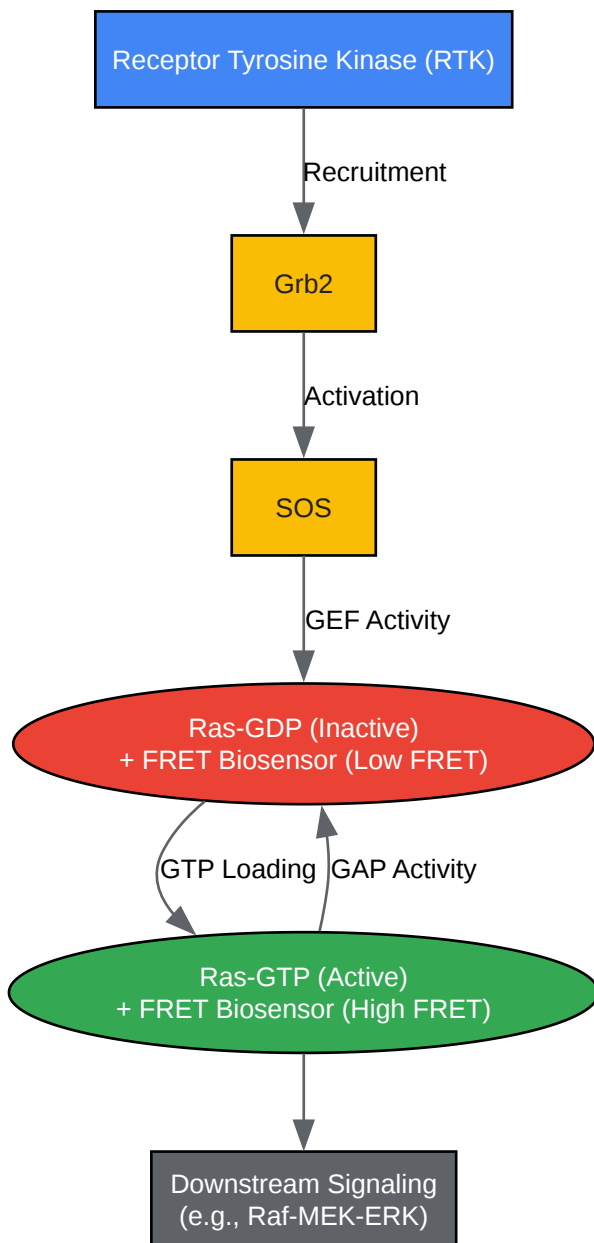 Receptor Tyrosine Kinase (RTK)
Recruitment
Grb2
Activation
SOS
GEF Activity
Ras-GDP (Inactive)
+ FRET Biosensor (Low FRET)
GTP Loading
GAP Activity
Ras-GTP (Active)
+ FRET Biosensor (High FRET)
Downstream Signaling
(e.g., Raf-MEK-ERK)